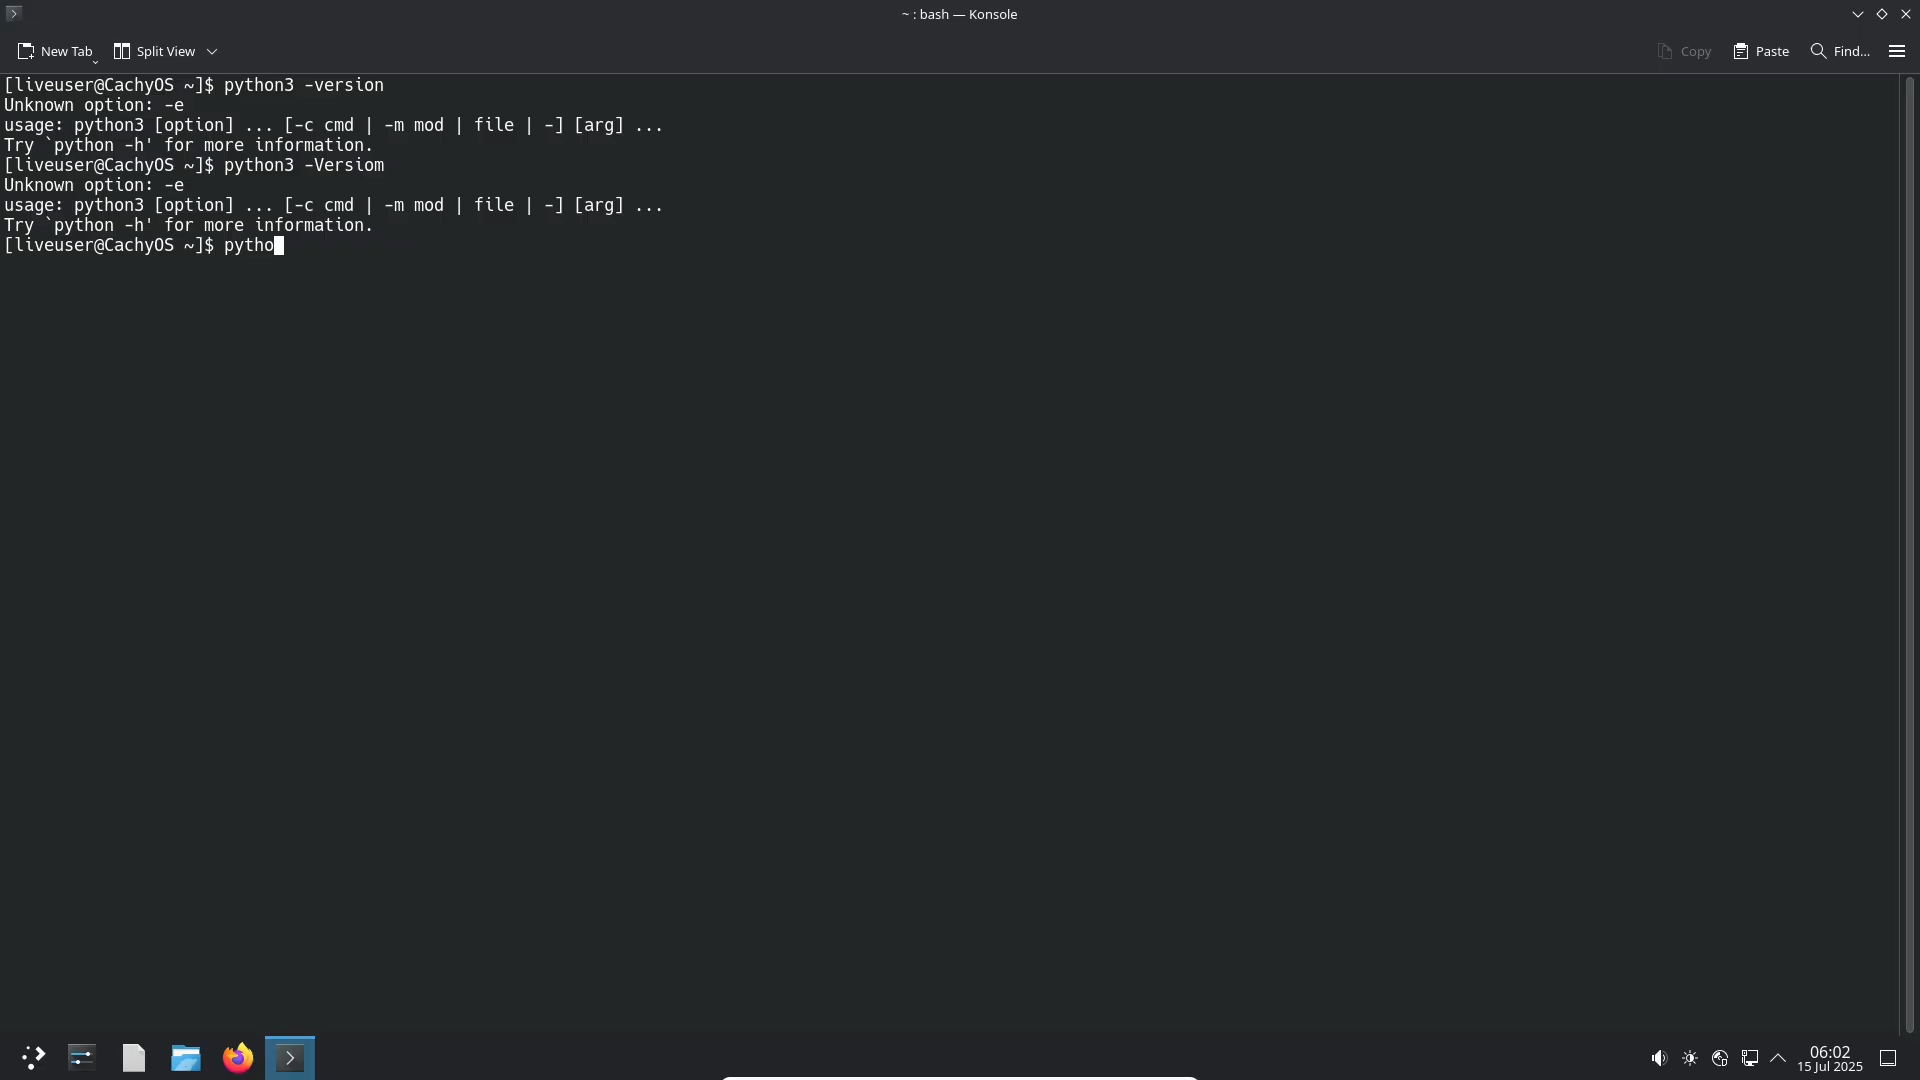 ~ : bash — Konsole
New Tab Split View Copy Paste Find...
[liveuser@CachyOS ~]$ python3 -version
Unknown option: -e
usage: python3 [option] ... [-c cmd | -m mod | file | -] [arg] ...
Try `python -h' for more information.
[liveuser@CachyOS ~]$ python3 -Versiom
Unknown option: -e
usage: python3 [option] ... [-c cmd | -m mod | file | -] [arg] ...
Try `python -h' for more information.
[liveuser@CachyOS ~]$ pytho
06:02
15 Jul 2025